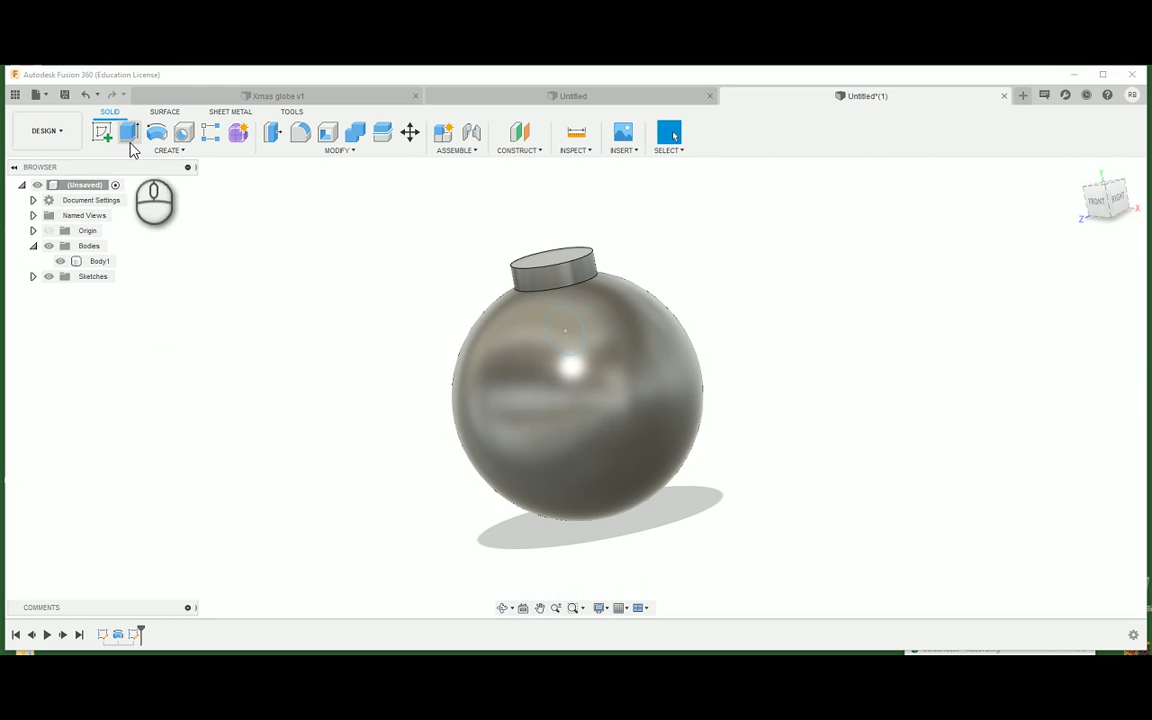 Autodesk Fusion 360 (Education License)
Xmas globe v1
Untitled
Untitled*(1)
RB
SOLID SURFACE SHEET METAL TOOLS
DESIGN
CREATE MODIFY ASSEMBLE CONSTRUCT INSPECT INSERT SELECT
BROWSER
(Unsaved)
Document Settings
Named Views
Origin
Bodies
Body1
Sketches
FRONT RIGHT
Y
X
Z
COMMENTS